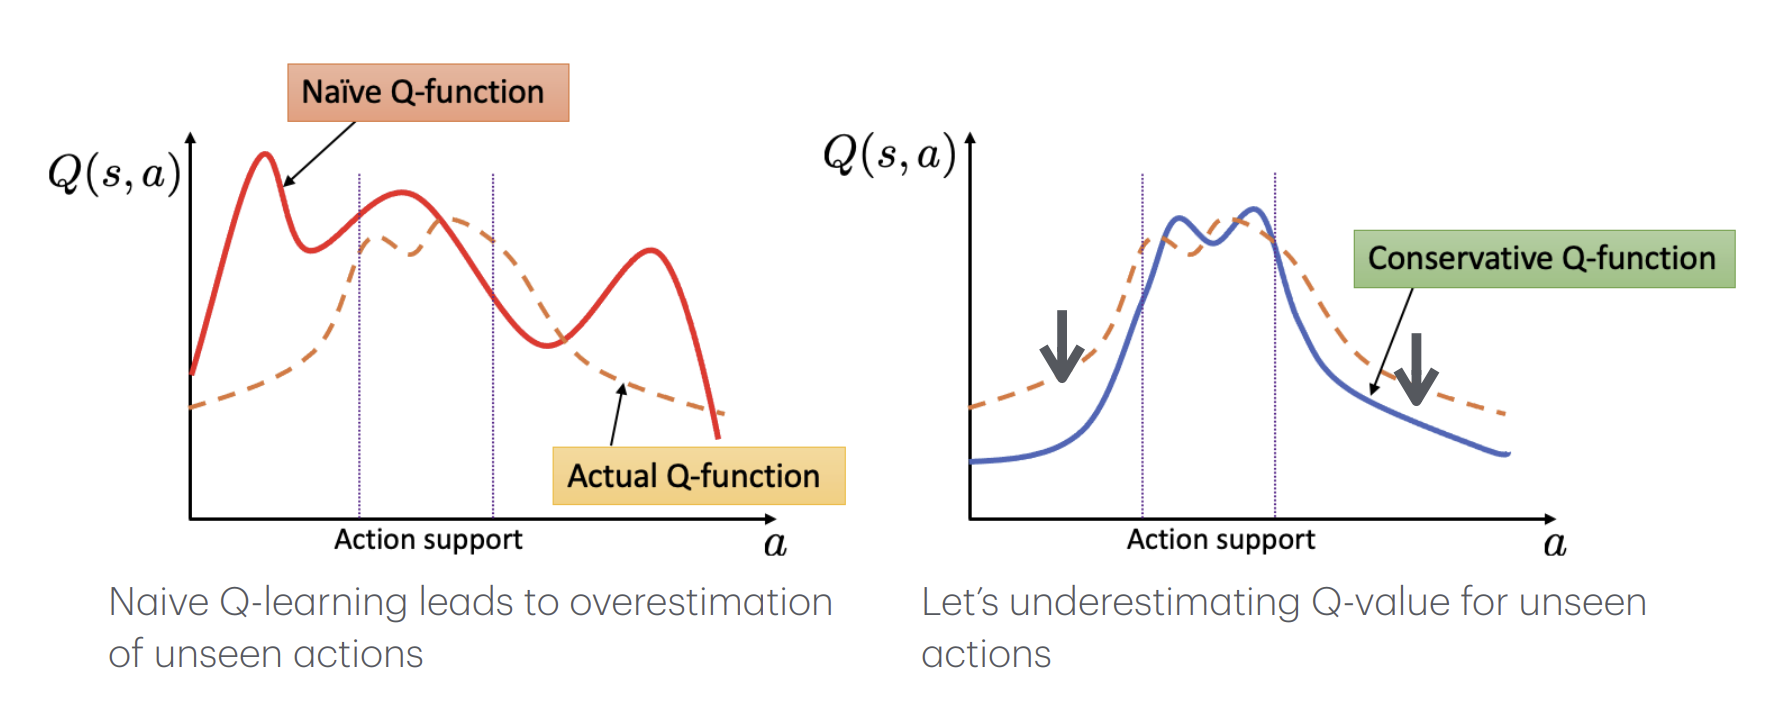 Naïve Q-function
Q(s, a)
Actual Q-function
Action support
a
Naive Q-learning leads to overestimation
of unseen actions
Q(s, a)
Conservative Q-function
Action support
a
Let's underestimating Q-value for unseen
actions